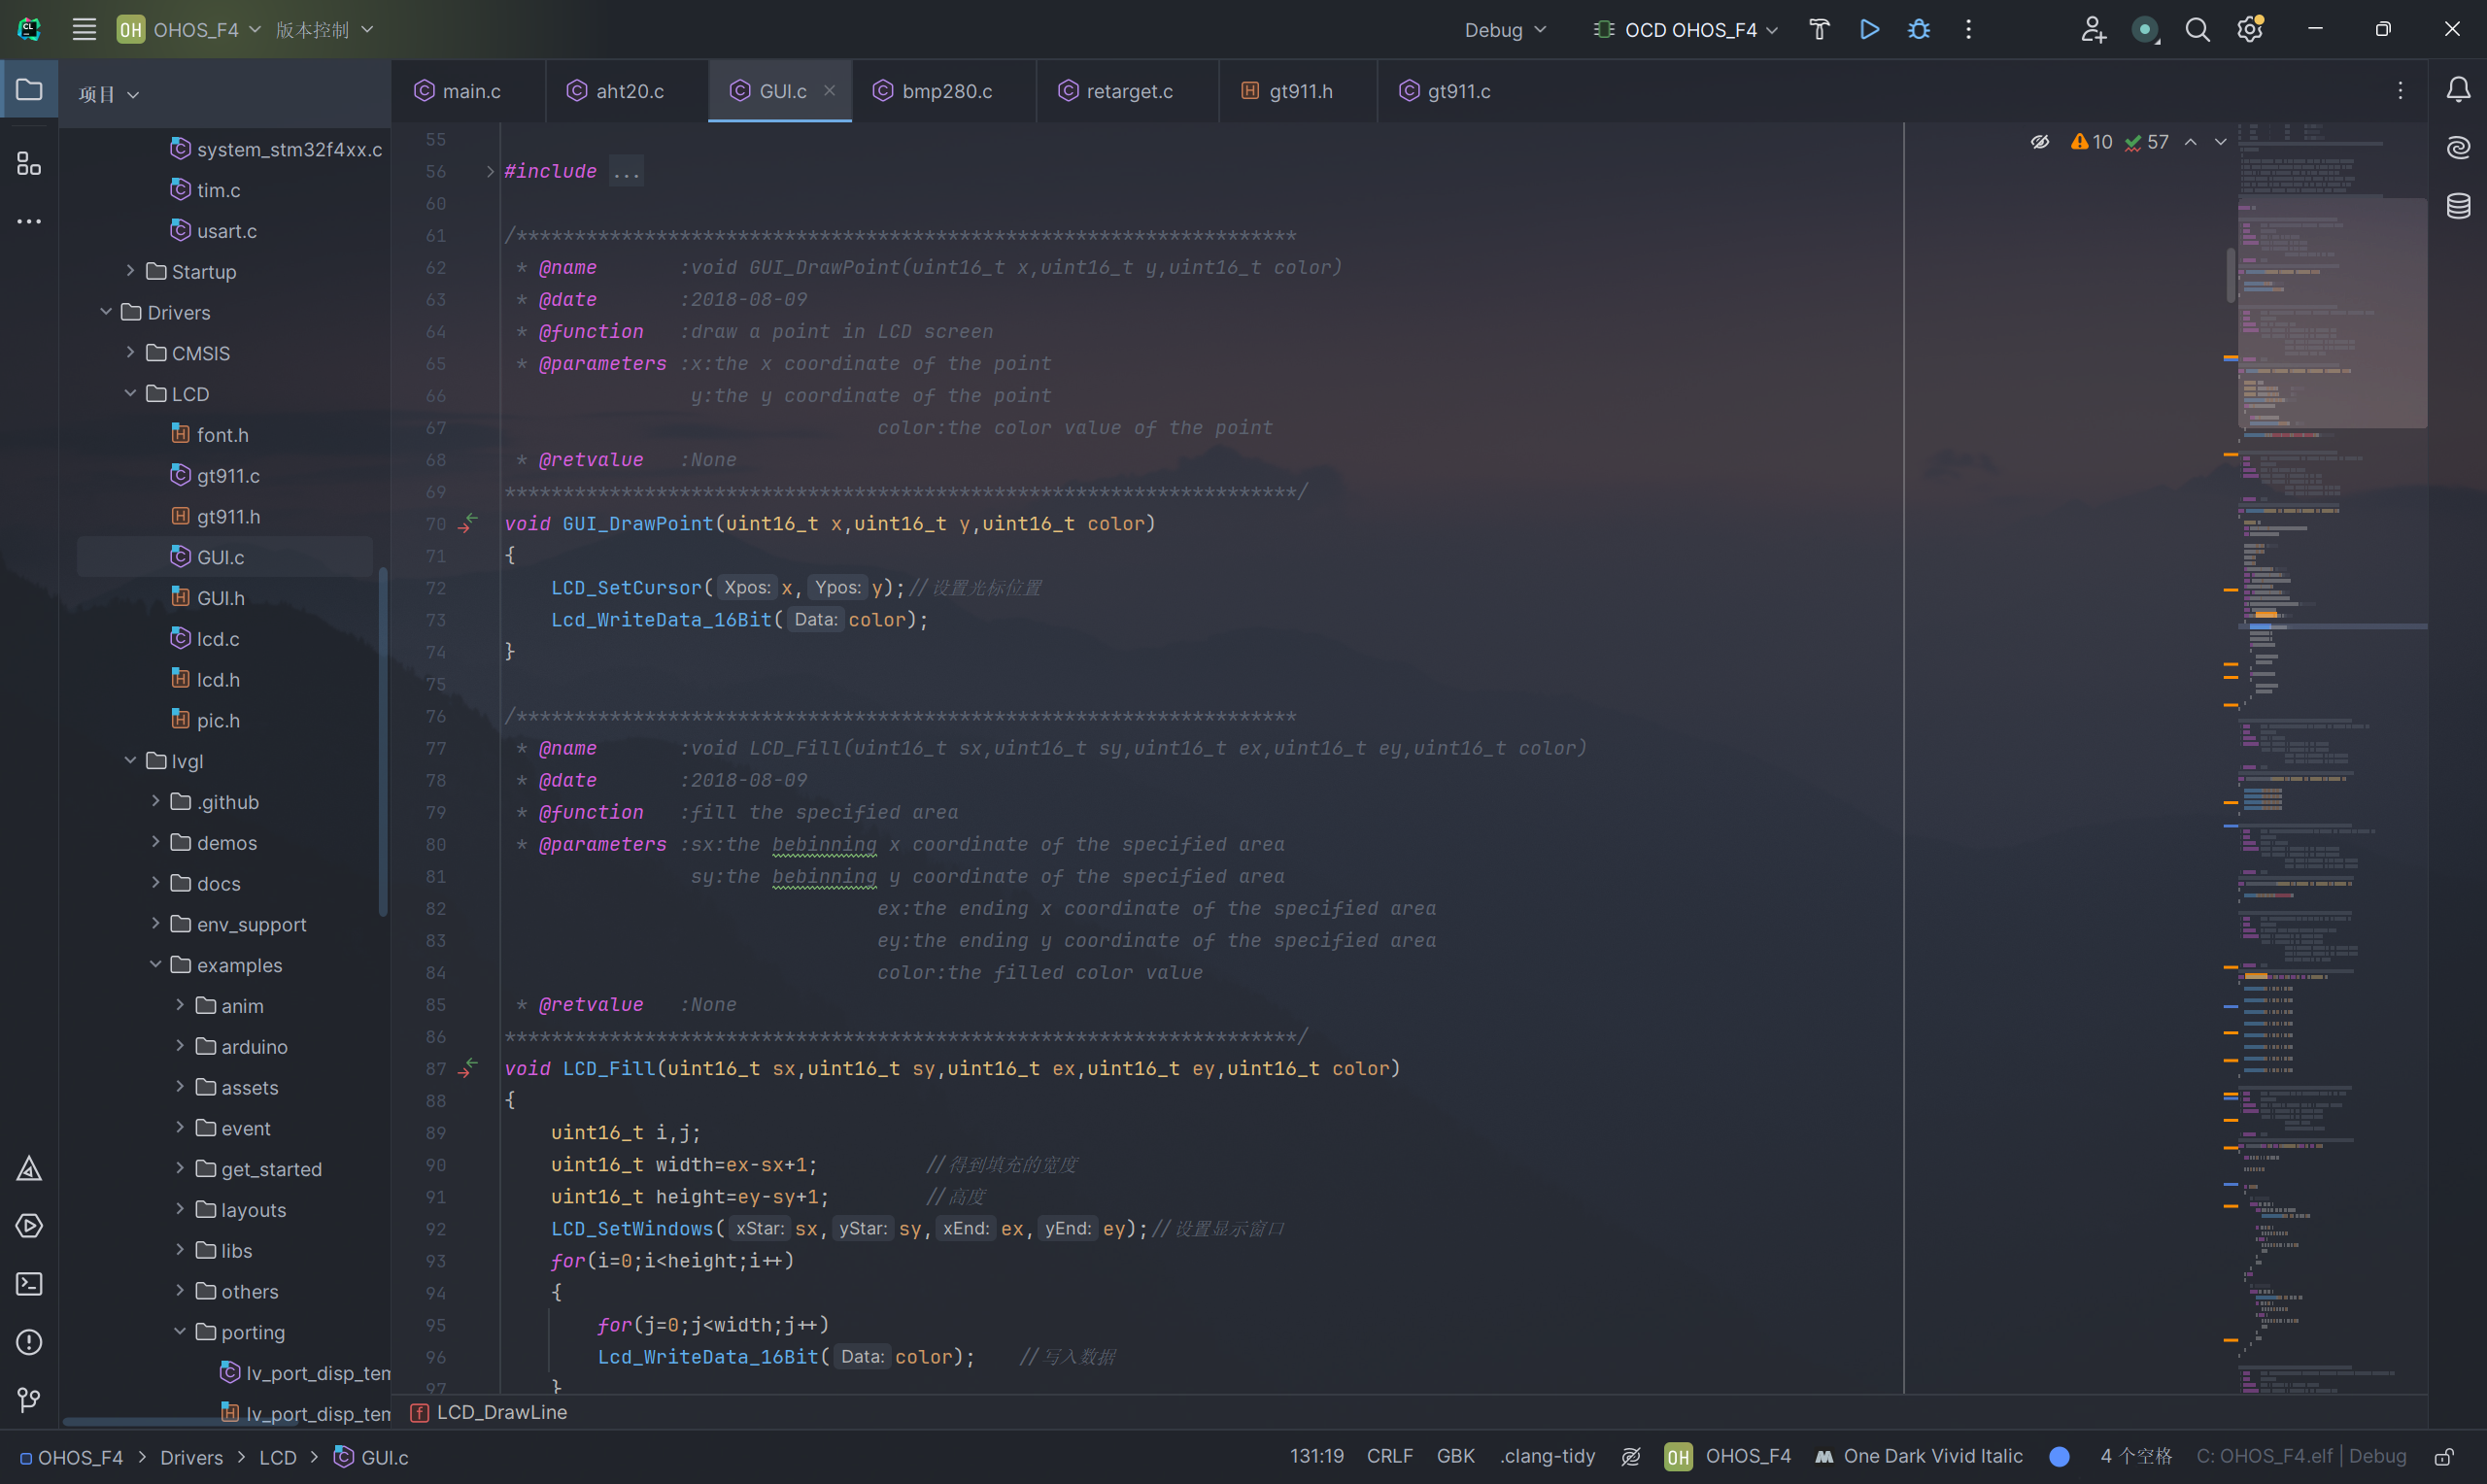 OH OHOS_F4 版本控制
Debug OCD OHOS_F4
项目
main.c aht20.c GUI.c bmp280.c retarget.c gt911.h gt911.c
system_stm32f4xx.c
tim.c
usart.c
Startup
Drivers
CMSIS
LCD
font.h
gt911.c
gt911.h
GUI.c
GUI.h
lcd.c
lcd.h
pic.h
lvgl
.github
demos
docs
env_support
examples
anim
arduino
assets
event
get_started
layouts
libs
others
porting
lv_port_disp_tem
lv_port_disp_tem
10 57
55
56 #include ...
60
61 /*******************************************************************
62 * @name :void GUI_DrawPoint(uint16_t x,uint16_t y,uint16_t color)
63 * @date :2018-08-09
64 * @function :draw a point in LCD screen
65 * @parameters :x:the x coordinate of the point
66 y:the y coordinate of the point
67 color:the color value of the point
68 * @retvalue :None
69 ********************************************************************/
70 void GUI_DrawPoint(uint16_t x,uint16_t y,uint16_t color)
71 {
72 LCD_SetCursor( Xpos: x, Ypos: y);//设置光标位置
73 Lcd_WriteData_16Bit( Data: color);
74 }
75
76 /*******************************************************************
77 * @name :void LCD_Fill(uint16_t sx,uint16_t sy,uint16_t ex,uint16_t ey,uint16_t color)
78 * @date :2018-08-09
79 * @function :fill the specified area
80 * @parameters :sx:the bebinning x coordinate of the specified area
81 sy:the bebinning y coordinate of the specified area
82 ex:the ending x coordinate of the specified area
83 ey:the ending y coordinate of the specified area
84 color:the filled color value
85 * @retvalue :None
86 ********************************************************************/
87 void LCD_Fill(uint16_t sx,uint16_t sy,uint16_t ex,uint16_t ey,uint16_t color)
88 {
89 uint16_t i,j;
90 uint16_t width=ex-sx+1; //得到填充的宽度
91 uint16_t height=ey-sy+1; //高度
92 LCD_SetWindows( xStar: sx, yStar: sy, xEnd: ex, yEnd: ey);//设置显示窗口
93 for(i=0;i<height;i++)
94 {
95 for(j=0;j<width;j++)
96 Lcd_WriteData_16Bit( Data: color); //写入数据
97 }
f LCD_DrawLine
OHOS_F4 > Drivers > LCD > GUI.c
131:19 CRLF GBK .clang-tidy OH OHOS_F4 One Dark Vivid Italic 4 个空格 C: OHOS_F4.elf | Debug